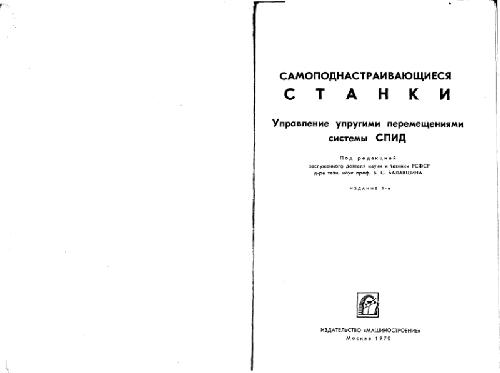 САМОПОДНАСТРАИВАЮЩИЕСЯ
СТАНКИ
Управление упругими перемещениями
системы СПИД
Под редакцией
заслуженного деятеля науки и техники РСФСР
д-ра техн. наук проф. Б. С. БАЛАКШИНА
ИЗДАНИЕ
ИЗДАТЕЛЬСТВО «МАШИНОСТРОЕНИЕ»
Москва 1970